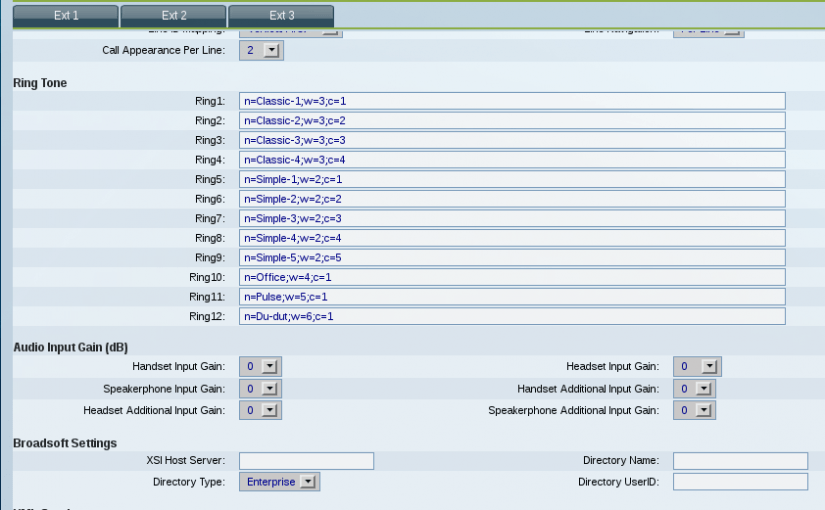 Ext 1 Ext 2 Ext 3
Call Appearance Per Line: 2
Ring Tone
Ring1: n=Classic-1;w=3;c=1
Ring2: n=Classic-2;w=3;c=2
Ring3: n=Classic-3;w=3;c=3
Ring4: n=Classic-4;w=3;c=4
Ring5: n=Simple-1;w=2;c=1
Ring6: n=Simple-2;w=2;c=2
Ring7: n=Simple-3;w=2;c=3
Ring8: n=Simple-4;w=2;c=4
Ring9: n=Simple-5;w=2;c=5
Ring10: n=Office;w=4;c=1
Ring11: n=Pulse;w=5;c=1
Ring12: n=Du-dut;w=6;c=1
Audio Input Gain (dB)
Handset Input Gain: 0 Headset Input Gain: 0
Speakerphone Input Gain: 0 Handset Additional Input Gain: 0
Headset Additional Input Gain: 0 Speakerphone Additional Input Gain: 0
Broadsoft Settings
XSI Host Server: Directory Name:
Directory Type: Enterprise Directory UserID: